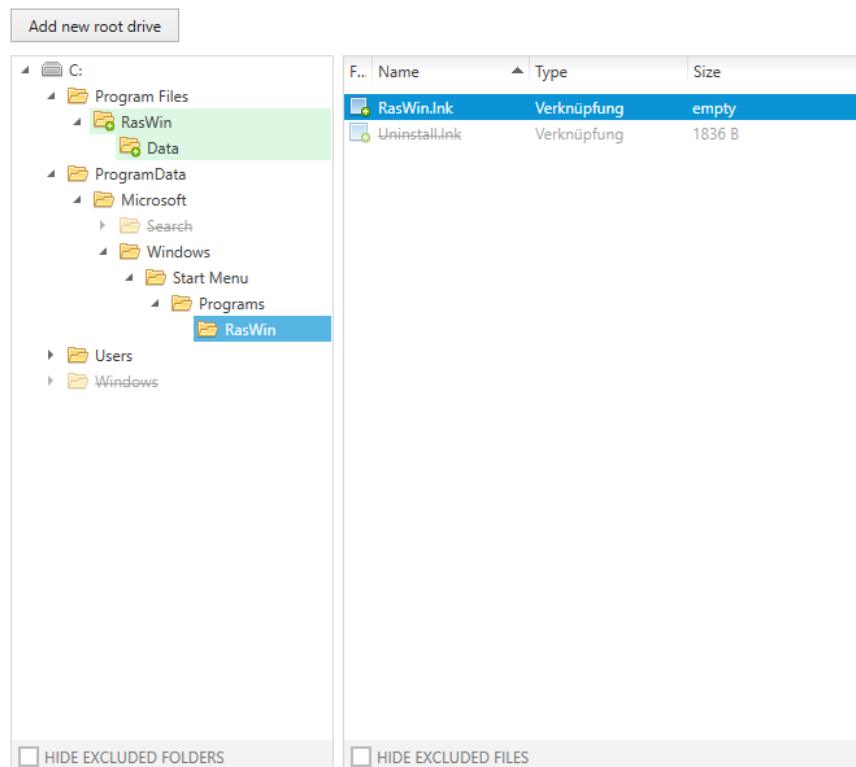 Add new root drive
C:
Program Files
RasWin
Data
ProgramData
Microsoft
Search
Windows
Start Menu
Programs
RasWin
Users
Windows
HIDE EXCLUDED FOLDERS
F... Name Type Size
RasWin.lnk Verknüpfung empty
Uninstall.lnk Verknüpfung 1836 B
HIDE EXCLUDED FILES